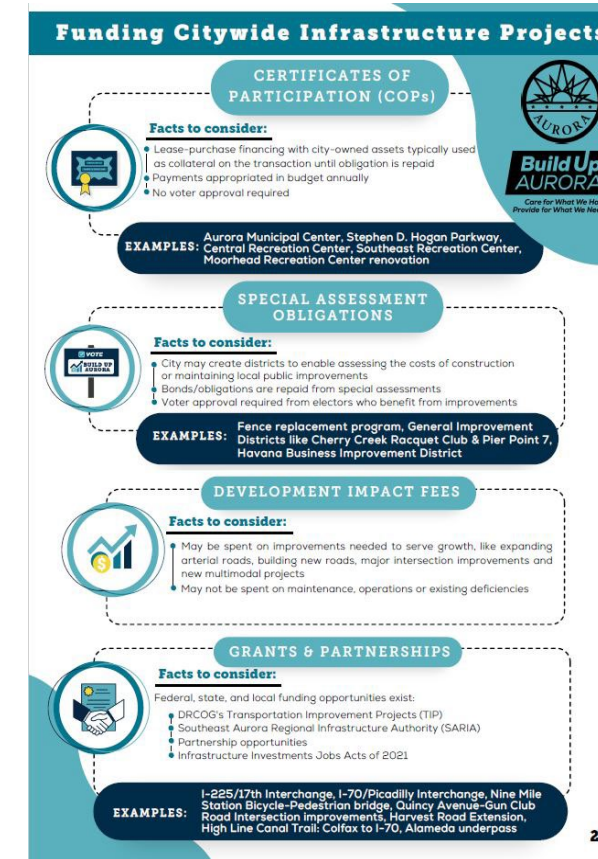 Funding Citywide Infrastructure Projects
CERTIFICATES OF
PARTICIPATION (COPs)
Facts to consider:
Lease-purchase financing with city-owned assets typically used
as collateral on the transaction until obligation is repaid
Payments appropriated in budget annually
No voter approval required
EXAMPLES:
Aurora Municipal Center, Stephen D. Hogan Parkway,
Central Recreation Center, Southeast Recreation Center,
Moorhead Recreation Center renovation
AURORA
Build Up
AURORA
Care for What We Ha
Provide for What We Nee
SPECIAL ASSESSMENT
OBLIGATIONS
VOTE
BUILD UP
AURORA
Facts to consider:
City may create districts to enable assessing the costs of construction
or maintaining local public improvements
Bonds/obligations are repaid from special assessments
Voter approval required from electors who benefit from improvements
EXAMPLES:
Fence replacement program, General Improvement
Districts like Cherry Creek Racquet Club & Pier Point 7,
Havana Business Improvement District
DEVELOPMENT IMPACT FEES
Facts to consider:
May be spent on improvements needed to serve growth, like expanding
arterial roads, building new roads, major intersection improvements and
new multimodal projects
May not be spent on maintenance, operations or existing deficiencies
$
GRANTS & PARTNERSHIPS
Facts to consider:
Federal, state, and local funding opportunities exist:
DRCOG's Transportation Improvement Projects (TIP)
Southeast Aurora Regional Infrastructure Authority (SARIA)
Partnership opportunities
Infrastructure Investments Jobs Acts of 2021
EXAMPLES:
I-225/17th Interchange, I-70/Picadilly Interchange, Nine Mile
Station Bicycle-Pedestrian bridge, Quincy Avenue-Gun Club
Road Intersection improvements, Harvest Road Extension,
High Line Canal Trail: Colfax to I-70, Alameda underpass
2